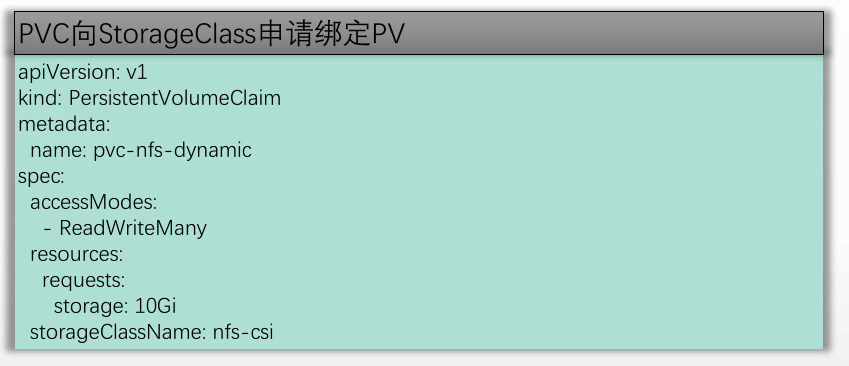 PVC向StorageClass申请绑定PV
apiVersion: v1
kind: PersistentVolumeClaim
metadata:
  name: pvc-nfs-dynamic
spec:
  accessModes:
    - ReadWriteMany
  resources:
    requests:
      storage: 10Gi
  storageClassName: nfs-csi